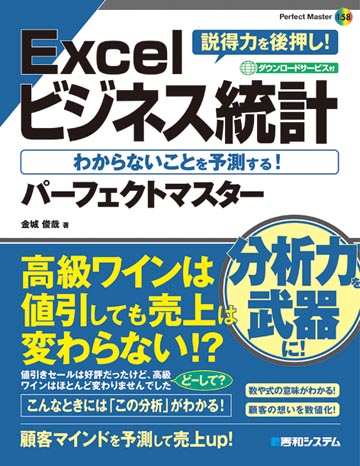 Perfect Master 158
説得力を後押し!
Excel
ダウンロードサービス付
ビジネス統計
わからないことを予測する!
パーフェクトマスター
金城 俊哉 著
高級ワインは
値引しても売上は
変わらない!?
分析力を
武器に!
値引きセールは好評だったけど、高級
ワインはほとんど変わりませんでした
どーして?
こんなときには「この分析」がわかる!
数や式の意味がわかる!
顧客の想いを数値化!
顧客マインドを予測して売上up!
秀和システム